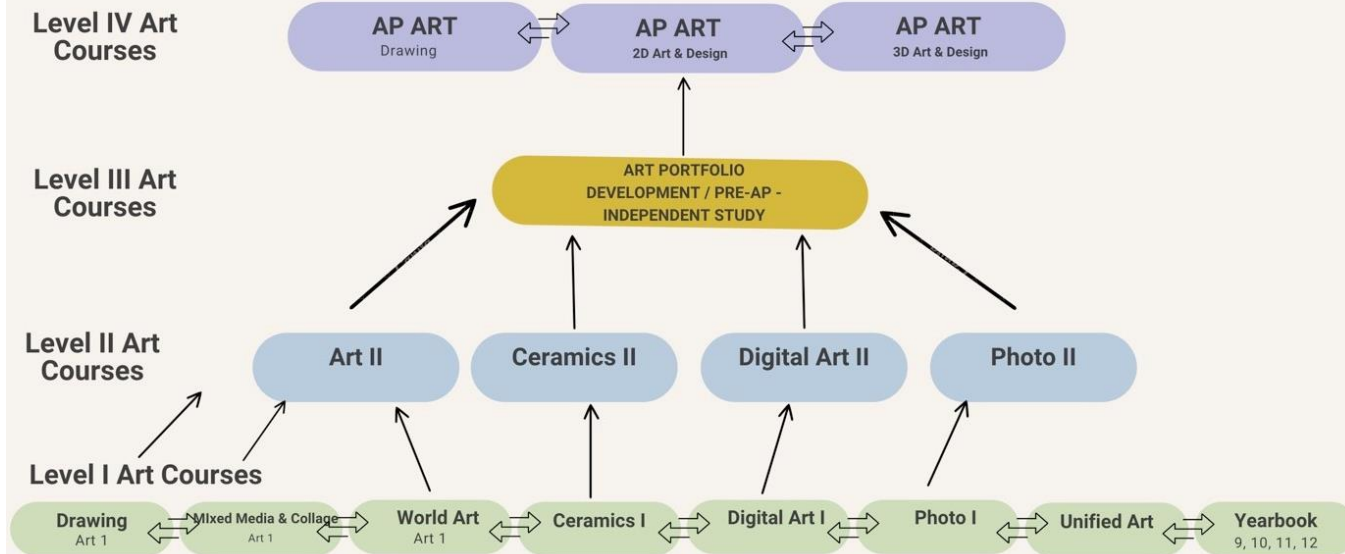 Level IV Art
Courses
AP ART
Drawing
AP ART
2D Art & Design
AP ART
3D Art & Design
Level III Art
Courses
ART PORTFOLIO
DEVELOPMENT / PRE-AP -
INDEPENDENT STUDY
Level II Art
Courses
Art II
Ceramics II
Digital Art II
Photo II
Level I Art Courses
Drawing
Art 1
MIxed Media & Collage
Art 1
World Art
Art 1
Ceramics I
Digital Art I
Photo I
Unified Art
Yearbook
9, 10, 11, 12